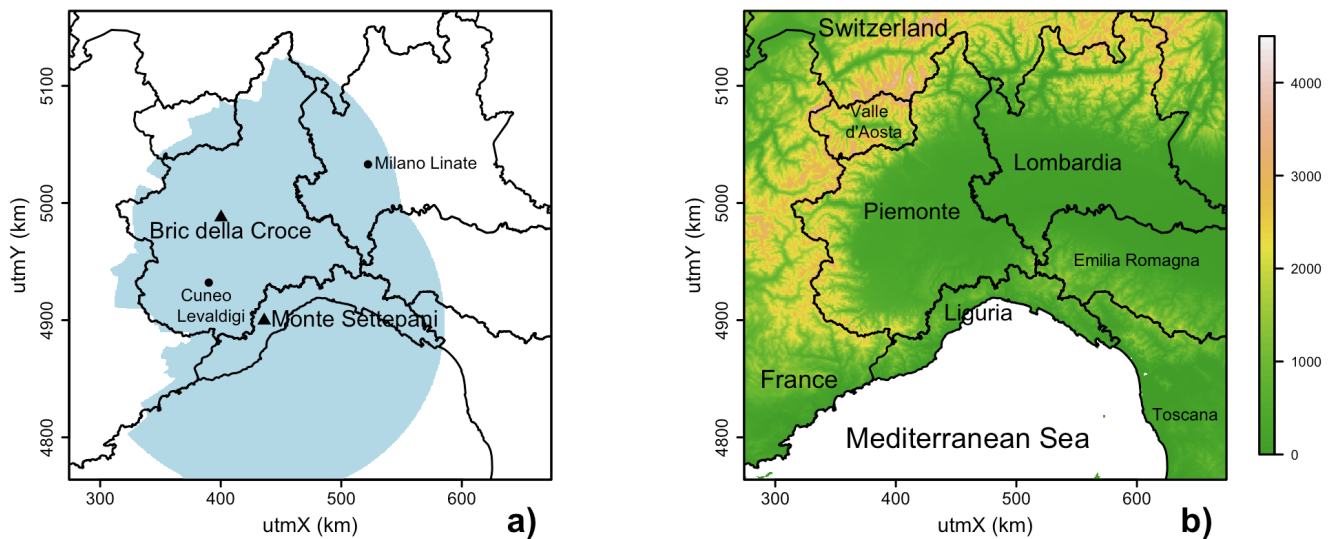 5100
5000
4900
4800
utmY (km)
300
400
500
600
utmX (km)
Milano Linate
Bric della Croce
Cuneo
Levaldigi
Monte Settepani
a)
5100
5000
4900
4800
utmY (km)
300
400
500
600
utmX (km)
Switzerland
Valle
d'Aosta
Lombardia
Piemonte
Emilia Romagna
Liguria
France
Toscana
Mediterranean Sea
b)
4000
3000
2000
1000
0